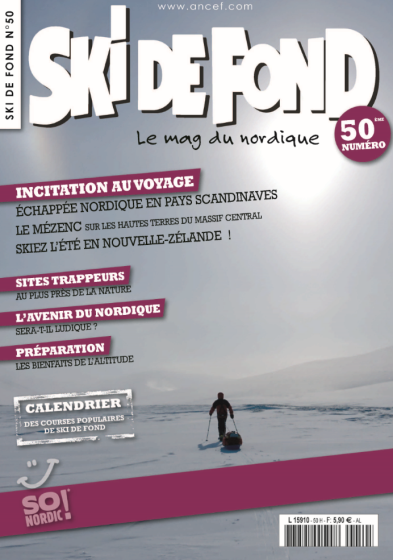 www.ancef.com
SKI DE FOND N°50
SKI DE FOND
Le mag du nordique
50ÈME
NUMÉRO
INCITATION AU VOYAGE
ÉCHAPPÉE NORDIQUE EN PAYS SCANDINAVES
LE MÉZENC SUR LES HAUTES TERRES DU MASSIF CENTRAL
SKIEZ L'ÉTÉ EN NOUVELLE-ZÉLANDE !
SITES TRAPPEURS
AU PLUS PRÈS DE LA NATURE
L'AVENIR DU NORDIQUE
SERA-T-IL LUDIQUE ?
PRÉPARATION
LES BIENFAITS DE L'ALTITUDE
CALENDRIER
DES COURSES POPULAIRES
DE SKI DE FOND
SO!
NORDIC
L 15910 - 50 H - F: 5,90 € - AL